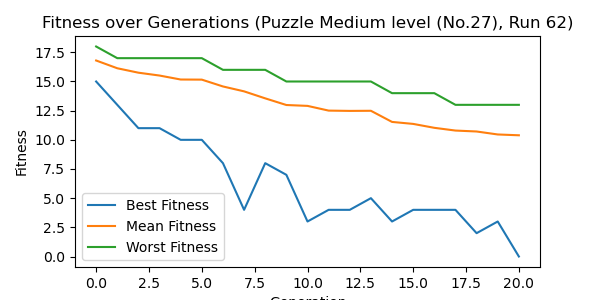 Fitness over Generations (Puzzle Medium level (No.27), Run 62)
17.5
15.0
12.5
10.0
7.5
5.0
2.5
0.0
Fitness
Best Fitness
Mean Fitness
Worst Fitness
0.0 2.5 5.0 7.5 10.0 12.5 15.0 17.5 20.0
Generation